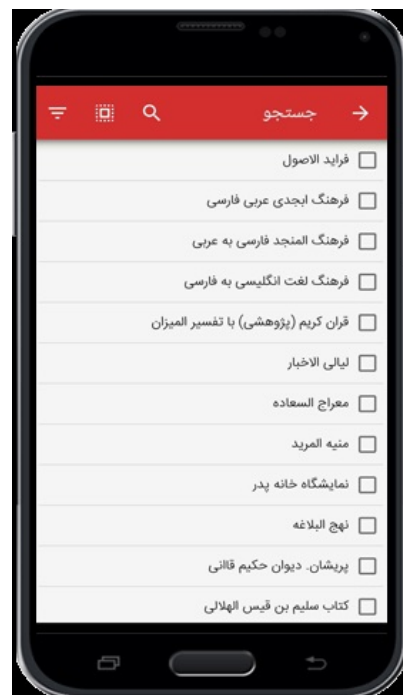 جستجو
فراید الاصول
فرهنگ ابجدی عربی فارسی
فرهنگ المنجد فارسی به عربی
فرهنگ لغت انگلیسی به فارسی
قران کریم (پژوهشی) با تفسیر المیزان
لیالی الاخبار
معراج السعاده
منیه المرید
نمایشگاه خانه پدر
نهج البلاغه
پریشان. دیوان حکیم قاانی
کتاب سلیم بن قیس الهلالی